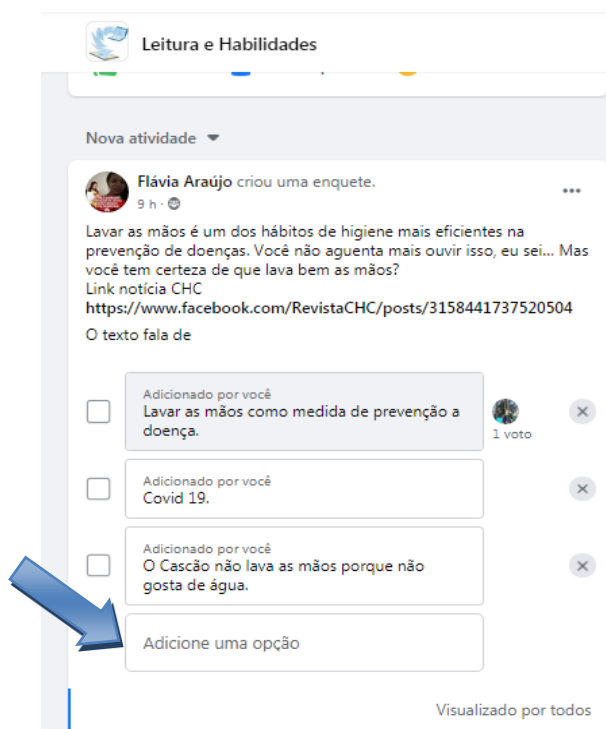 Leitura e Habilidades
Nova atividade
Flávia Araújo criou uma enquete.
9 h ·
Lavar as mãos é um dos hábitos de higiene mais eficientes na
prevenção de doenças. Você não aguenta mais ouvir isso, eu sei... Mas
você tem certeza de que lava bem as mãos?
Link notícia CHC
https://www.facebook.com/RevistaCHC/posts/3158441737520504
O texto fala de
Adicionado por você
Lavar as mãos como medida de prevenção a
doença.
1 voto
Adicionado por você
Covid 19.
Adicionado por você
O Cascão não lava as mãos porque não
gosta de água.
Adicione uma opção
Visualizado por todos